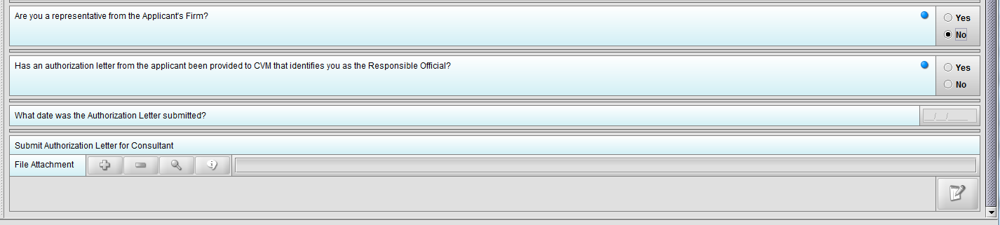 Are you a representative from the Applicant's Firm?
Yes
No
Has an authorization letter from the applicant been provided to CVM that identifies you as the Responsible Official?
Yes
No
What date was the Authorization Letter submitted?
__/__/____
Submit Authorization Letter for Consultant
File Attachment